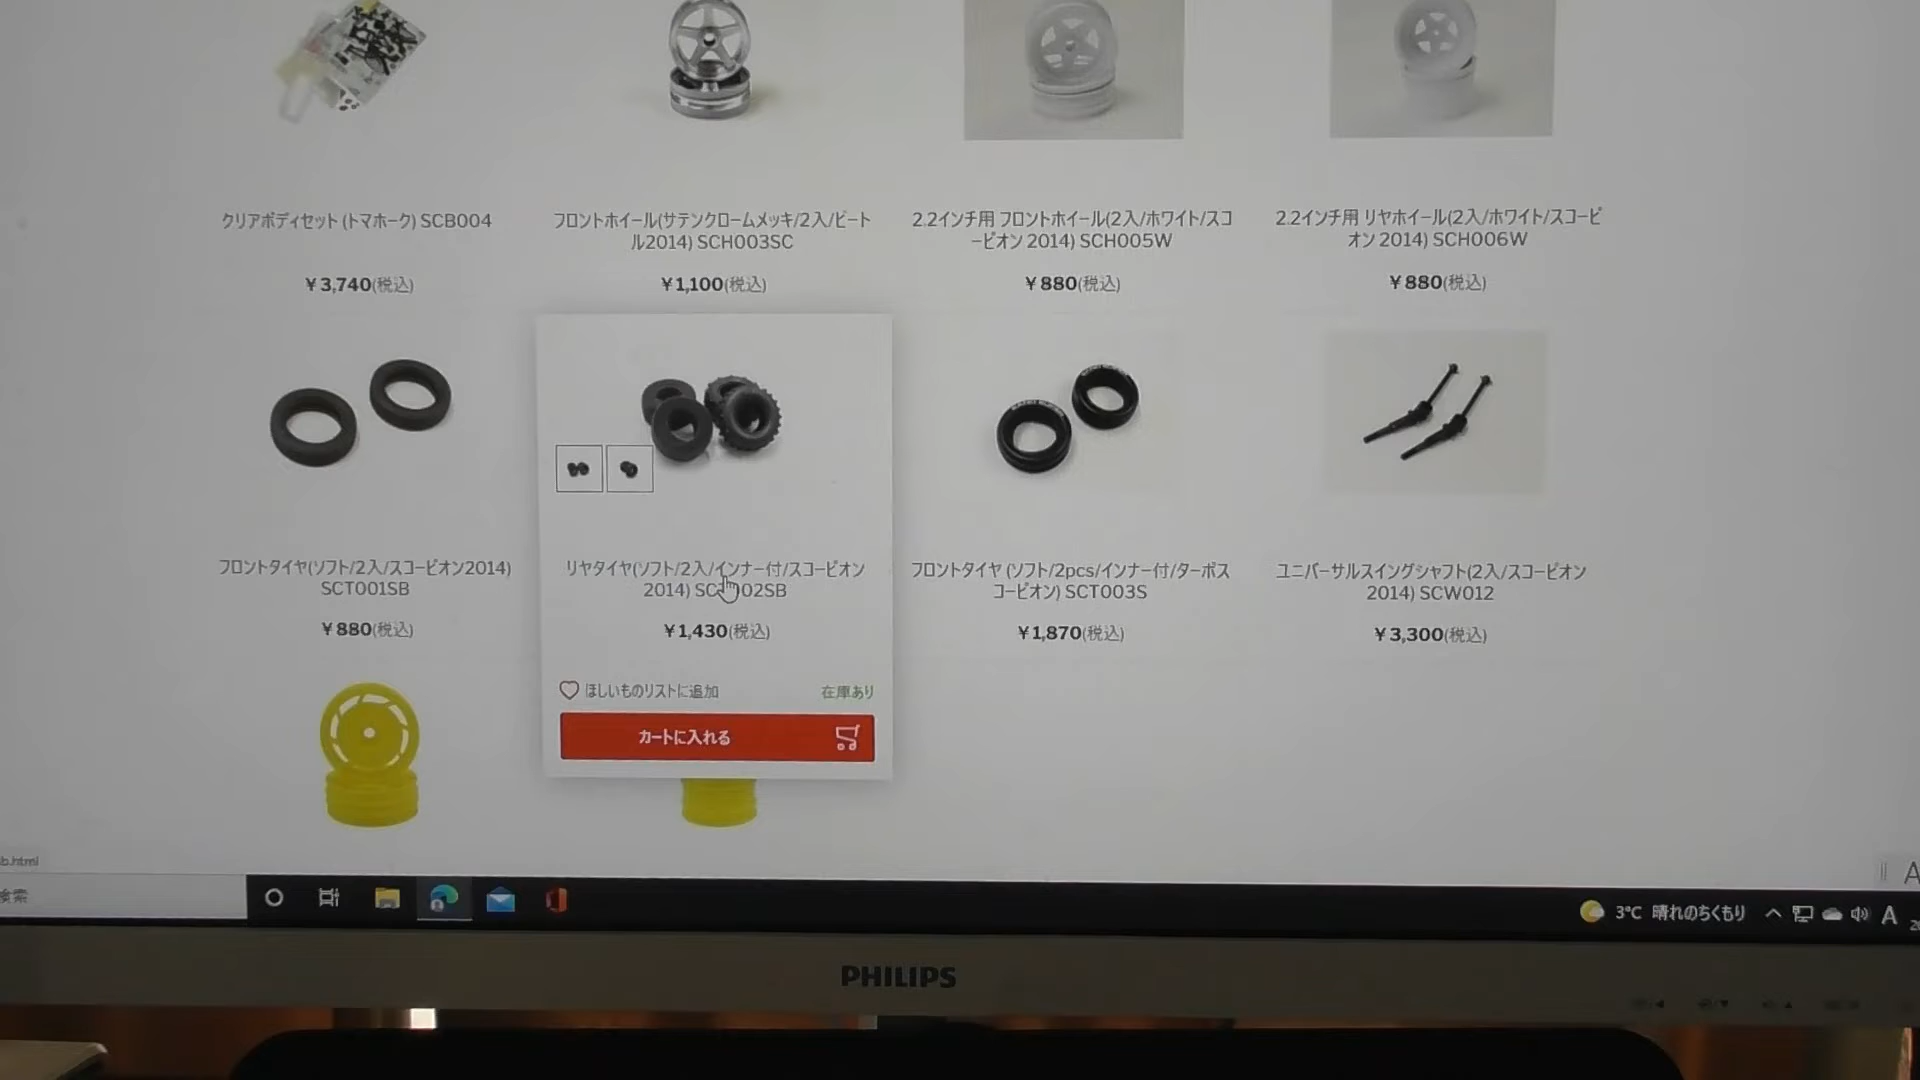 クリアボディセット (トマホーク) SCB004
¥3,740(税込)
フロントホイール(サテンクロームメッキ/2入/ビート
ル2014) SCH003SC
¥1,100(税込)
2.2インチ用 フロントホイール(2入/ホワイト/スコ
ーピオン 2014) SCH005W
¥880(税込)
2.2インチ用 リヤホイール(2入/ホワイト/スコーピ
オン 2014) SCH006W
¥880(税込)
フロントタイヤ(ソフト/2入/スコーピオン2014)
SCT001SB
¥880(税込)
リヤタイヤ(ソフト/2入/インナー付/スコーピオン
2014) SC 02SB
¥1,430(税込)
ほしいものリストに追加
在庫あり
カートに入れる
フロントタイヤ (ソフト/2pcs/インナー付/ターボス
コーピオン) SCT003S
¥1,870(税込)
ユニバーサルスイングシャフト(2入/スコーピオン
2014) SCW012
¥3,300(税込)
b.html
検索
3°C 晴れのちくもり
A
PHILIPS